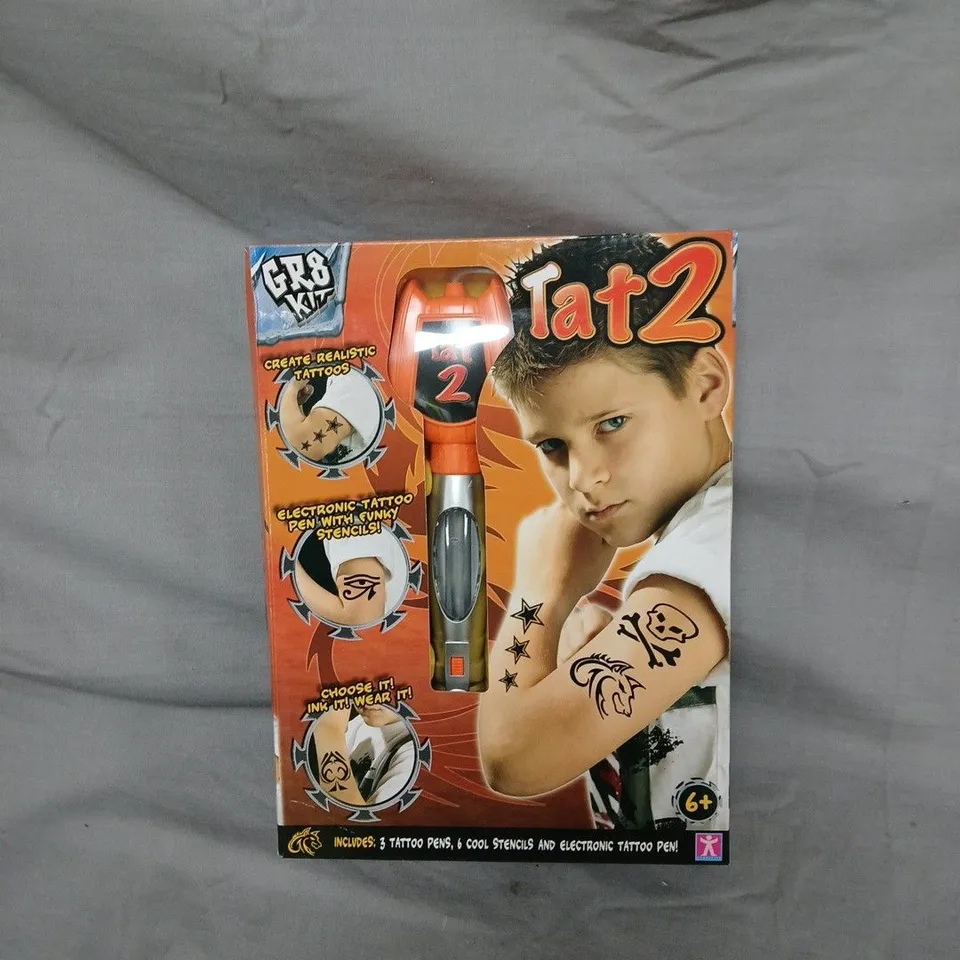 GR8
KIT
Tat2
Tat
2
CREATE REALISTIC
TATTOOS
ELECTRONIC TATTOO
PEN WITH FUNKY
STENCILS!
CHOOSE IT!
INK IT! WEAR IT!
6+
INCLUDES: 3 TATTOO PENS, 6 COOL STENCILS AND ELECTRONIC TATTOO PEN!